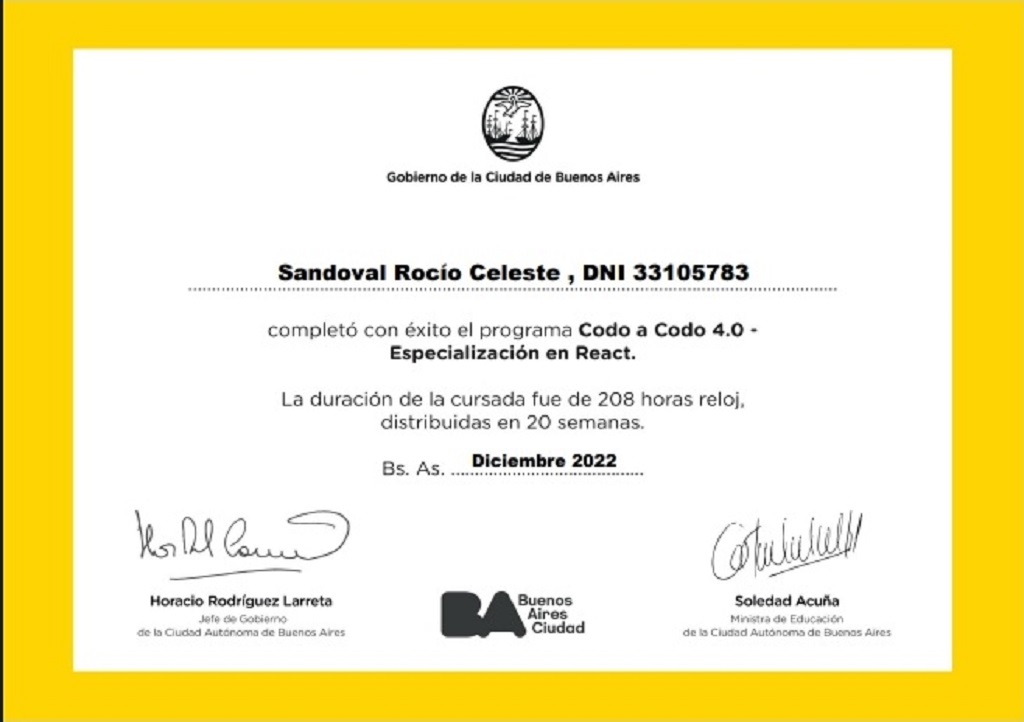 Gobierno de la Ciudad de Buenos Aires
Sandoval Rocío Celeste , DNI 33105783
completó con éxito el programa Codo a Codo 4.0 -
Especialización en React.
La duración de la cursada fue de 208 horas reloj,
distribuidas en 20 semanas.
Bs. As. Diciembre 2022
Horacio Rodríguez Larreta
Jefe de Gobierno
de la Ciudad Autónoma de Buenos Aires
BA Buenos
Aires
Ciudad
Soledad Acuña
Ministra de Educación
de la Ciudad Autónoma de Buenos Aires